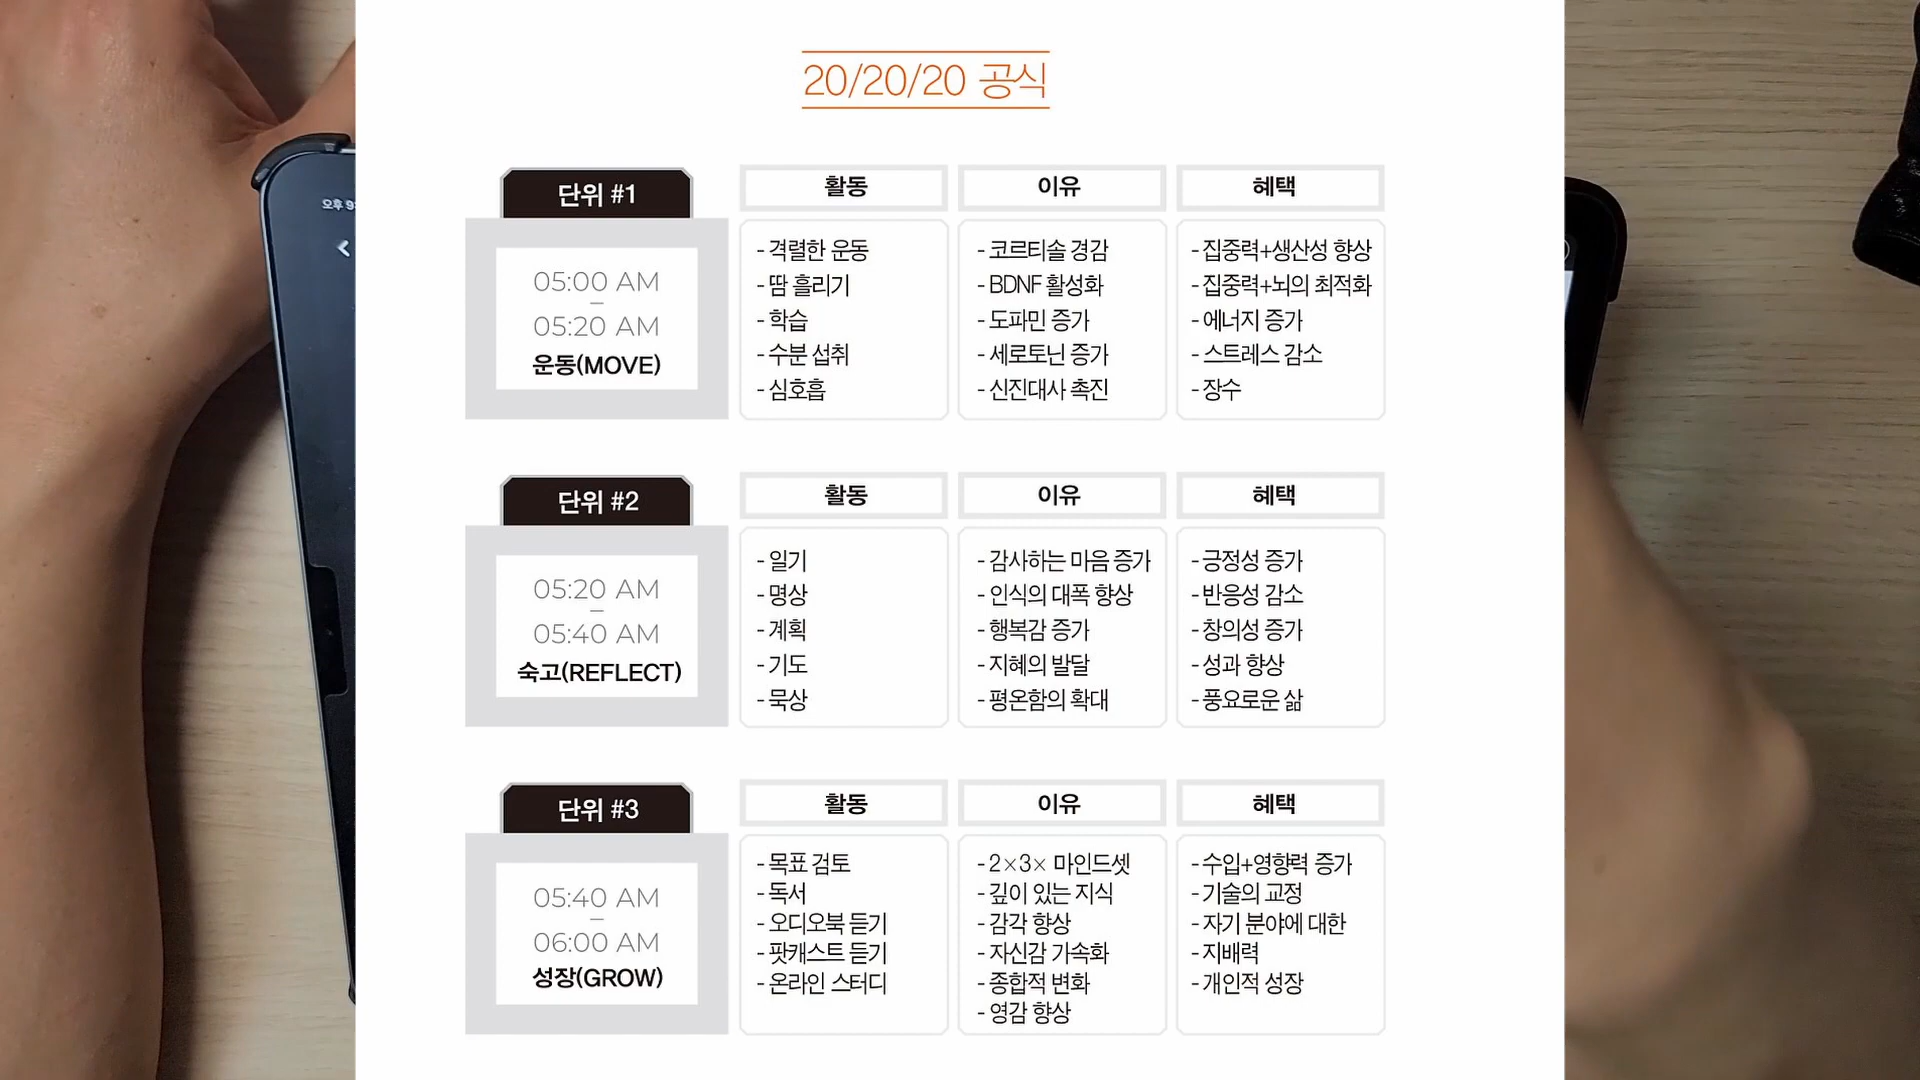 20/20/20 공식
단위 #1
활동
이유
혜택
05:00 AM
–
05:20 AM
운동(MOVE)
- 격렬한 운동
- 땀 흘리기
- 학습
- 수분 섭취
- 심호흡
- 코르티솔 경감
- BDNF 활성화
- 도파민 증가
- 세로토닌 증가
- 신진대사 촉진
- 집중력+생산성 향상
- 집중력+뇌의 최적화
- 에너지 증가
- 스트레스 감소
- 장수
단위 #2
활동
이유
혜택
05:20 AM
–
05:40 AM
숙고(REFLECT)
- 일기
- 명상
- 계획
- 기도
- 묵상
- 감사하는 마음 증가
- 인식의 대폭 향상
- 행복감 증가
- 지혜의 발달
- 평온함의 확대
- 긍정성 증가
- 반응성 감소
- 창의성 증가
- 성과 향상
- 풍요로운 삶
단위 #3
활동
이유
혜택
05:40 AM
–
06:00 AM
성장(GROW)
- 목표 검토
- 독서
- 오디오북 듣기
- 팟캐스트 듣기
- 온라인 스터디
- 2×3× 마인드셋
- 깊이 있는 지식
- 감각 향상
- 자신감 가속화
- 종합적 변화
- 영감 향상
- 수입+영향력 증가
- 기술의 교정
- 자기 분야에 대한
- 지배력
- 개인적 성장
오후 9